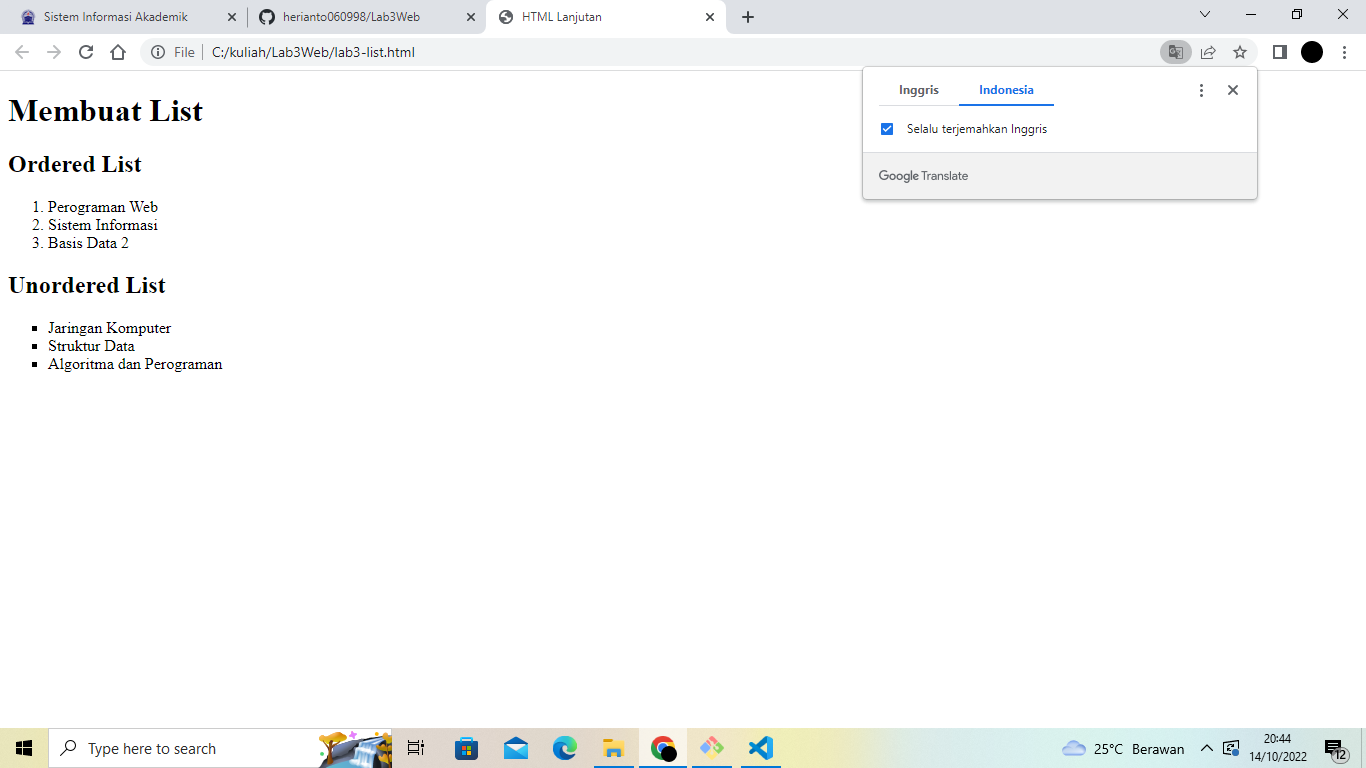 Sistem Informasi Akademik
herianto060998/Lab3Web
HTML Lanjutan
File
C:/kuliah/Lab3Web/lab3-list.html
Inggris
Indonesia
Selalu terjemahkan Inggris
Google Translate
Membuat List
Ordered List
1. Perograman Web
2. Sistem Informasi
3. Basis Data 2
Unordered List
Jaringan Komputer
Struktur Data
Algoritma dan Perograman
Type here to search
25°C Berawan
20:44
14/10/2022
12